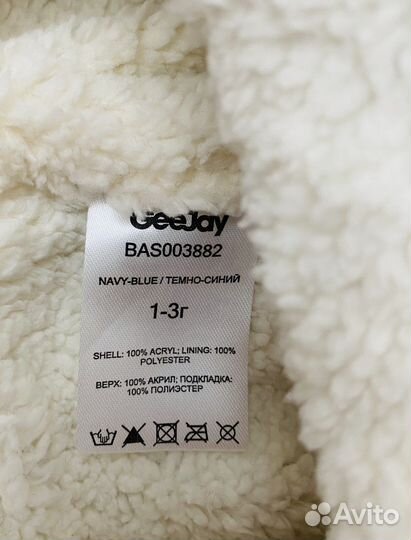 GeeJay
BAS003882
NAVY-BLUE / ТЕМНО-СИНИЙ
1-3г
SHELL: 100% ACRYL; LINING: 100%
POLYESTER
ВЕРХ: 100% АКРИЛ; ПОДКЛАДКА:
100% ПОЛИЭСТЕР
Avito